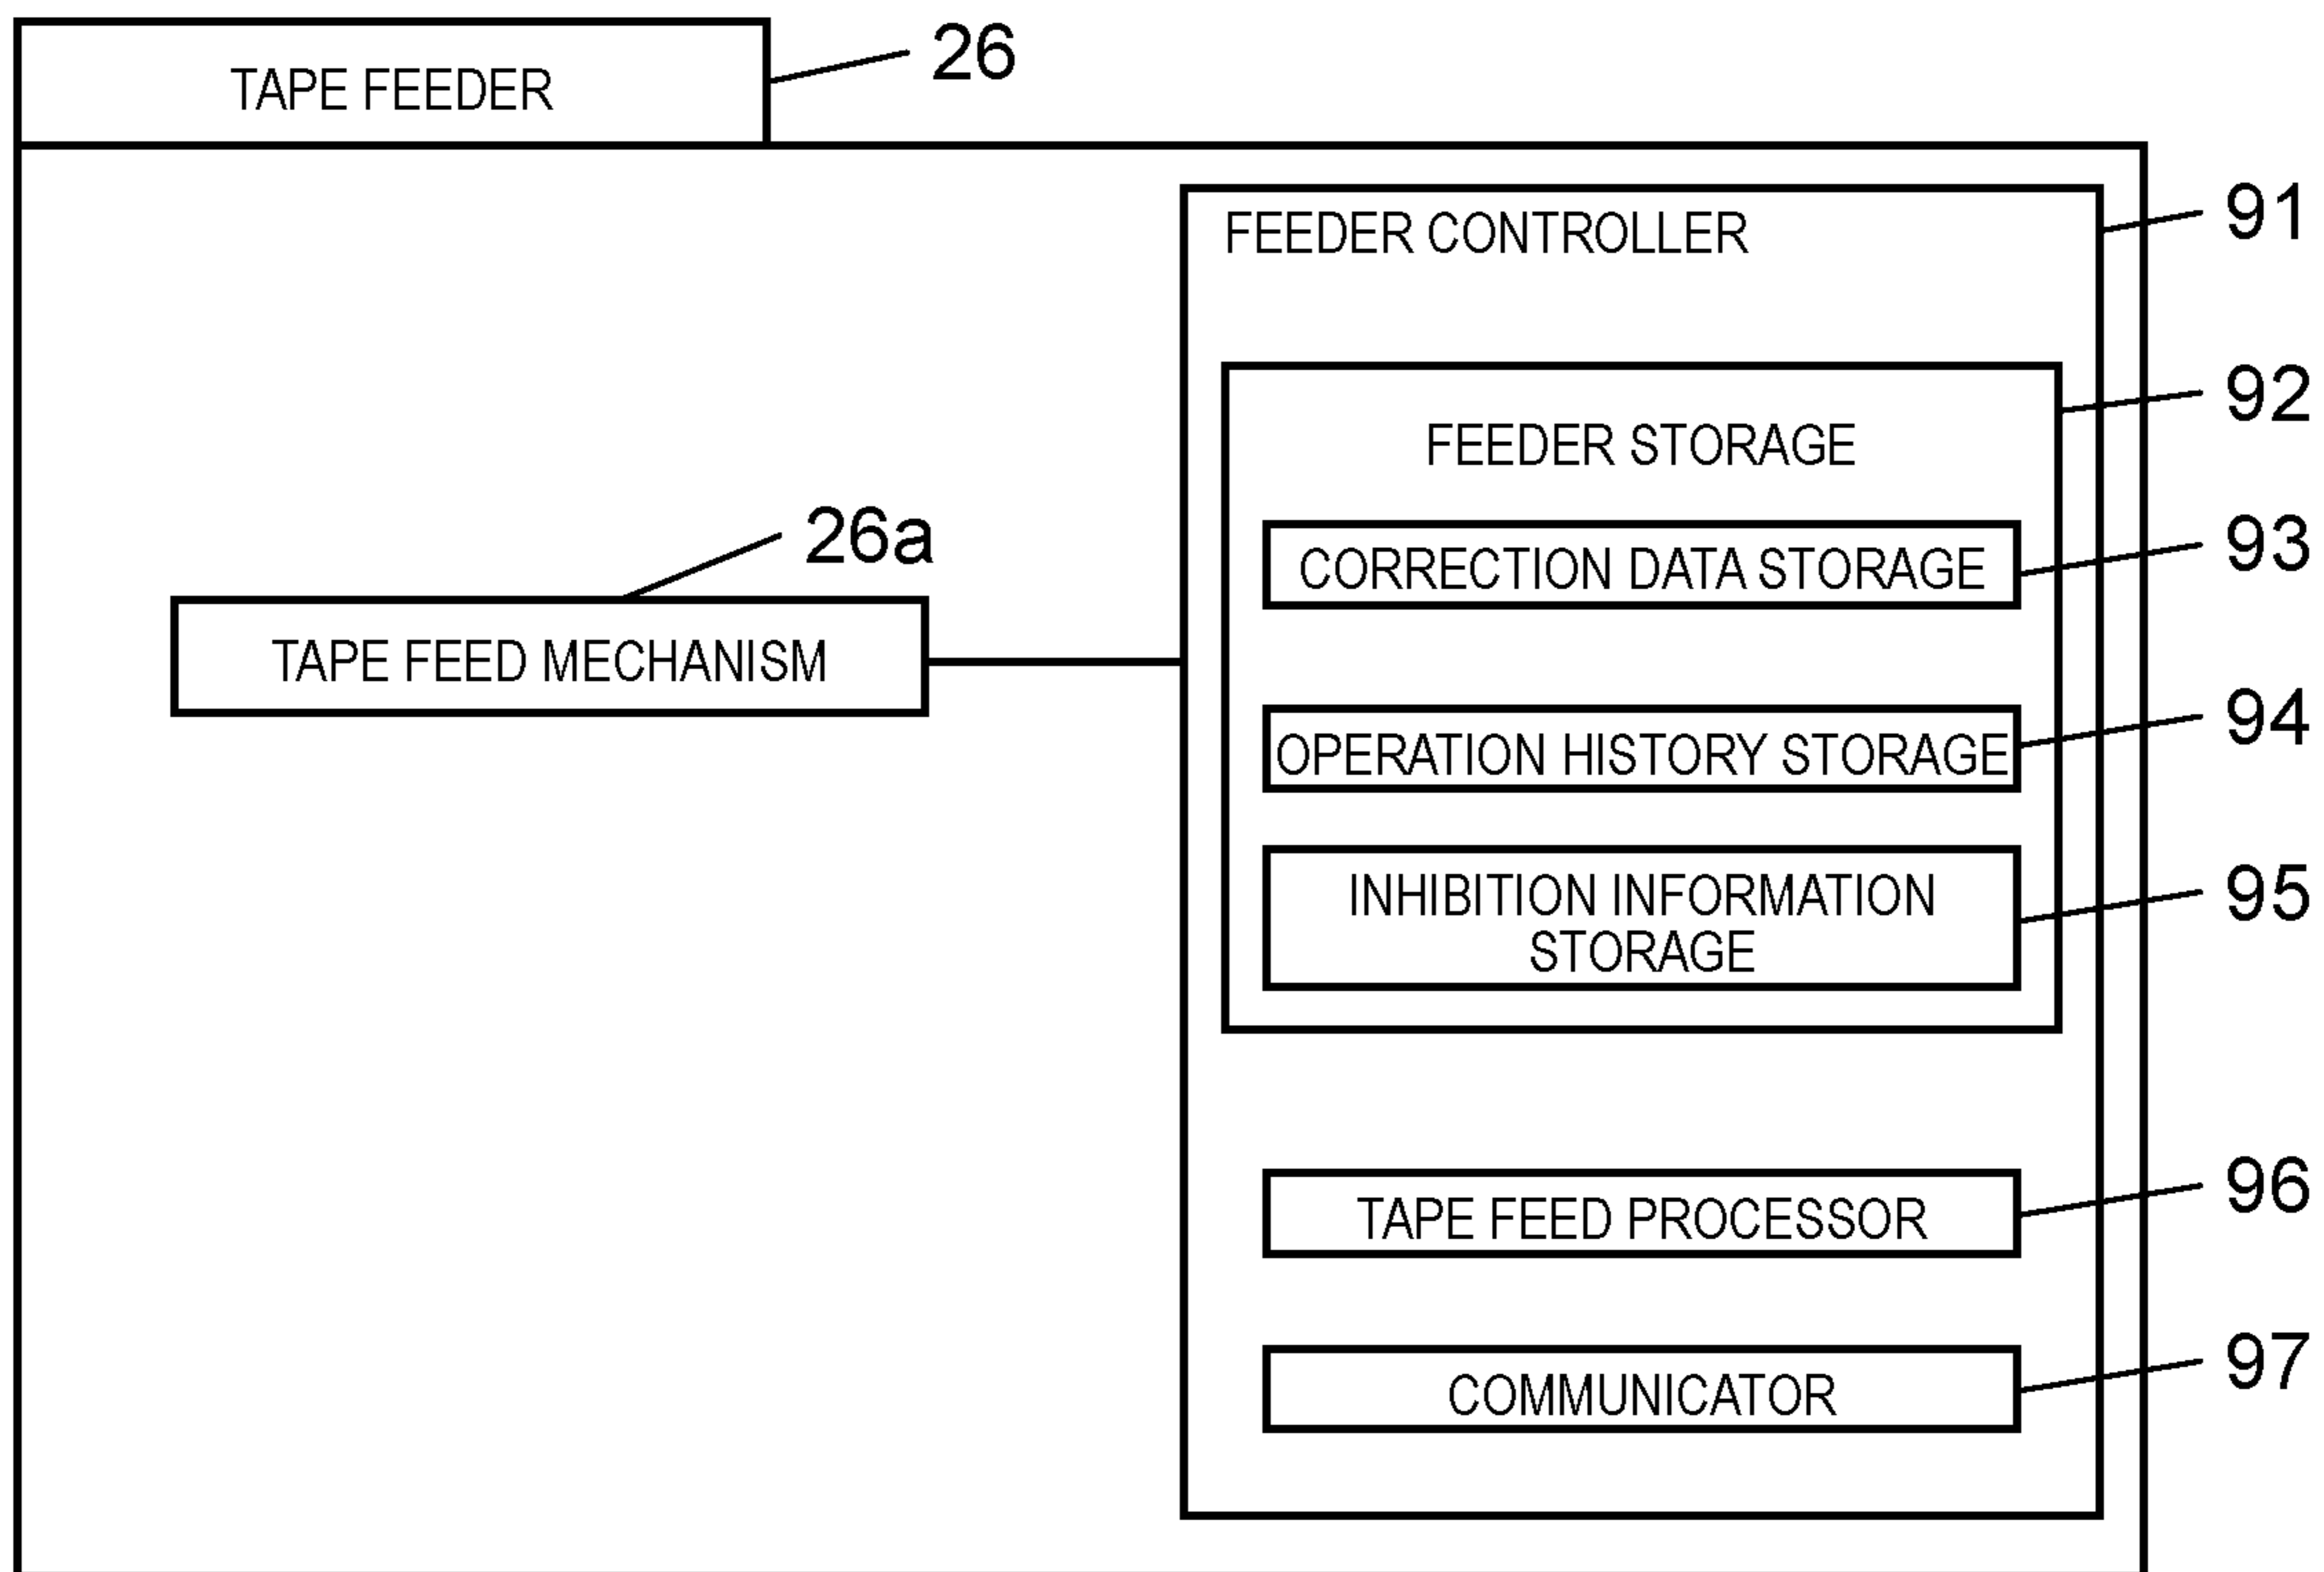 TAPE FEEDER
26
FEEDER CONTROLLER
91
FEEDER STORAGE
92
CORRECTION DATA STORAGE
93
26a
TAPE FEED MECHANISM
OPERATION HISTORY STORAGE
94
INHIBITION INFORMATION
STORAGE
95
TAPE FEED PROCESSOR
96
COMMUNICATOR
97